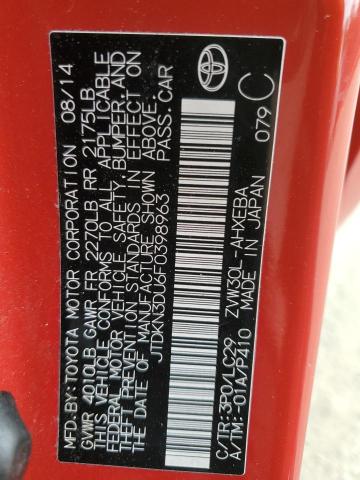 MFD.BY:TOYOTA MOTOR CORPORATION 08/14
GVWR 4010LB GAWR FR 2270LB RR 2175LB
THIS VEHICLE CONFORMS TO ALL APPLICABLE
FEDERAL MOTOR VEHICLE SAFETY, BUMPER, AND
THEFT PREVENTION STANDARDS IN EFFECT ON
THE DATE OF MANUFACTURE SHOWN ABOVE.
JTDKN3DU6F0398963 PASS.CAR
C/TR:3P0/LC29 ZVW30L-AHXEBA
A/TM:-01A/P410 MADE IN JAPAN 079 C